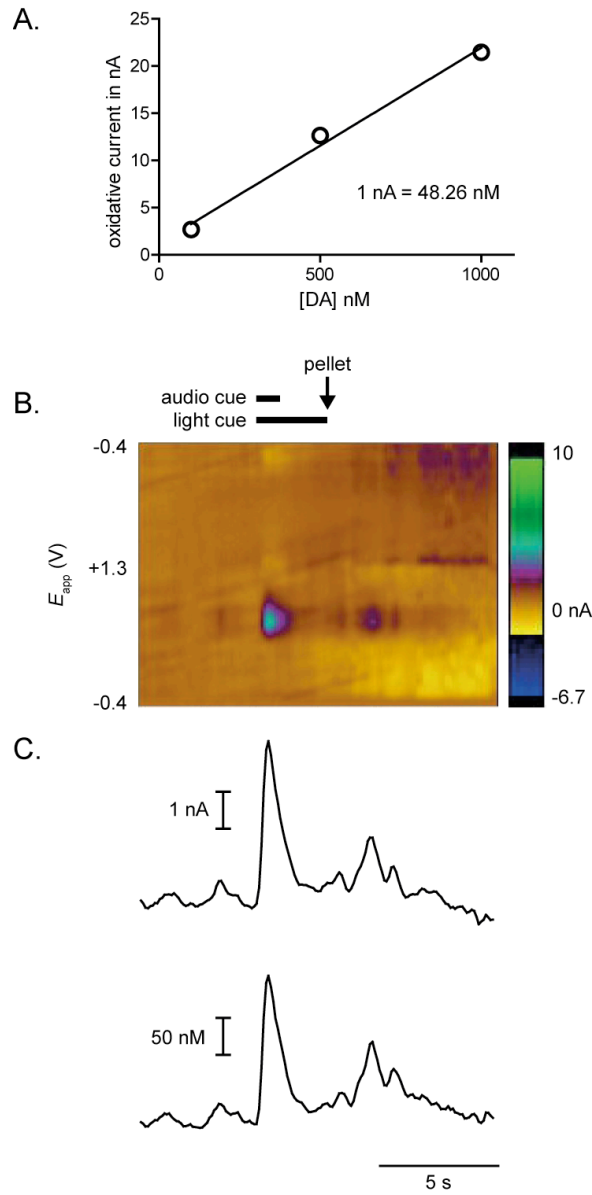 A.
25
20
15
10
5
0
oxidative current in nA
1 nA = 48.26 nM
0
500
1000
[DA] nM
pellet
audio cue
light cue
B.
-0.4
+1.3
-0.4
E app (V)
10
0 nA
-6.7
C.
1 nA
50 nM
5 s